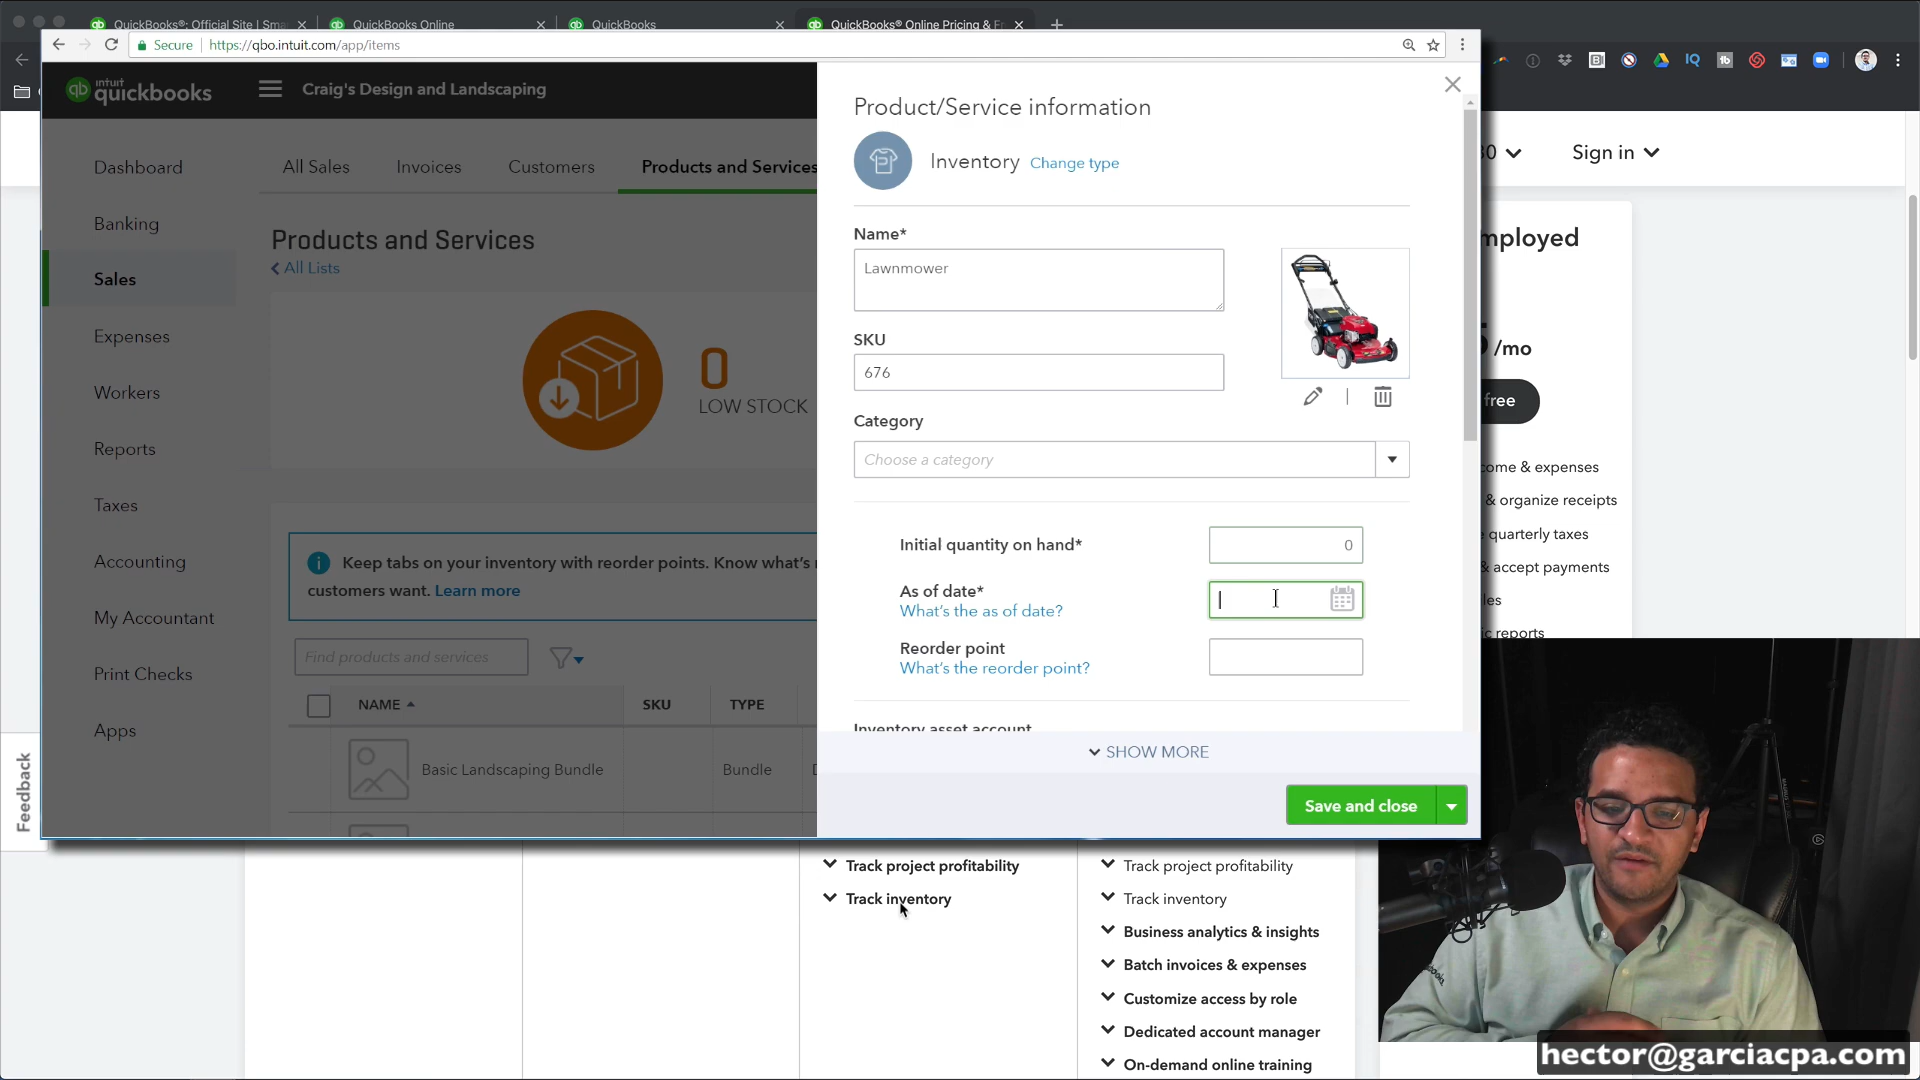 QuickBooks®: Official Site | Sma
QuickBooks Online
QuickBooks
QuickBooks® Online Pricing & Fr
Secure
https://qbo.intuit.com/app/items
intuit
quickbooks
Craig's Design and Landscaping
Dashboard
Banking
Sales
Expenses
Workers
Reports
Taxes
Accounting
My Accountant
Print Checks
Apps
All Sales
Invoices
Customers
Products and Services
Products and Services
All Lists
0
LOW STOCK
Keep tabs on your inventory with reorder points. Know what's
customers want. Learn more
Find products and services
NAME
SKU
TYPE
Basic Landscaping Bundle
Bundle
Product/Service information
Inventory
Change type
Name*
Lawnmower
SKU
676
Category
Choose a category
Initial quantity on hand*
0
As of date*
What's the as of date?
Reorder point
What's the reorder point?
Inventory asset account
SHOW MORE
Save and close
Feedback
Track project profitability
Track inventory
Track project profitability
Track inventory
Business analytics & insights
Batch invoices & expenses
Customize access by role
Dedicated account manager
On-demand online training
Sign in
mployed
/mo
free
ome & expenses
& organize receipts
quarterly taxes
& accept payments
les
ic reports
hector@garciacpa.com